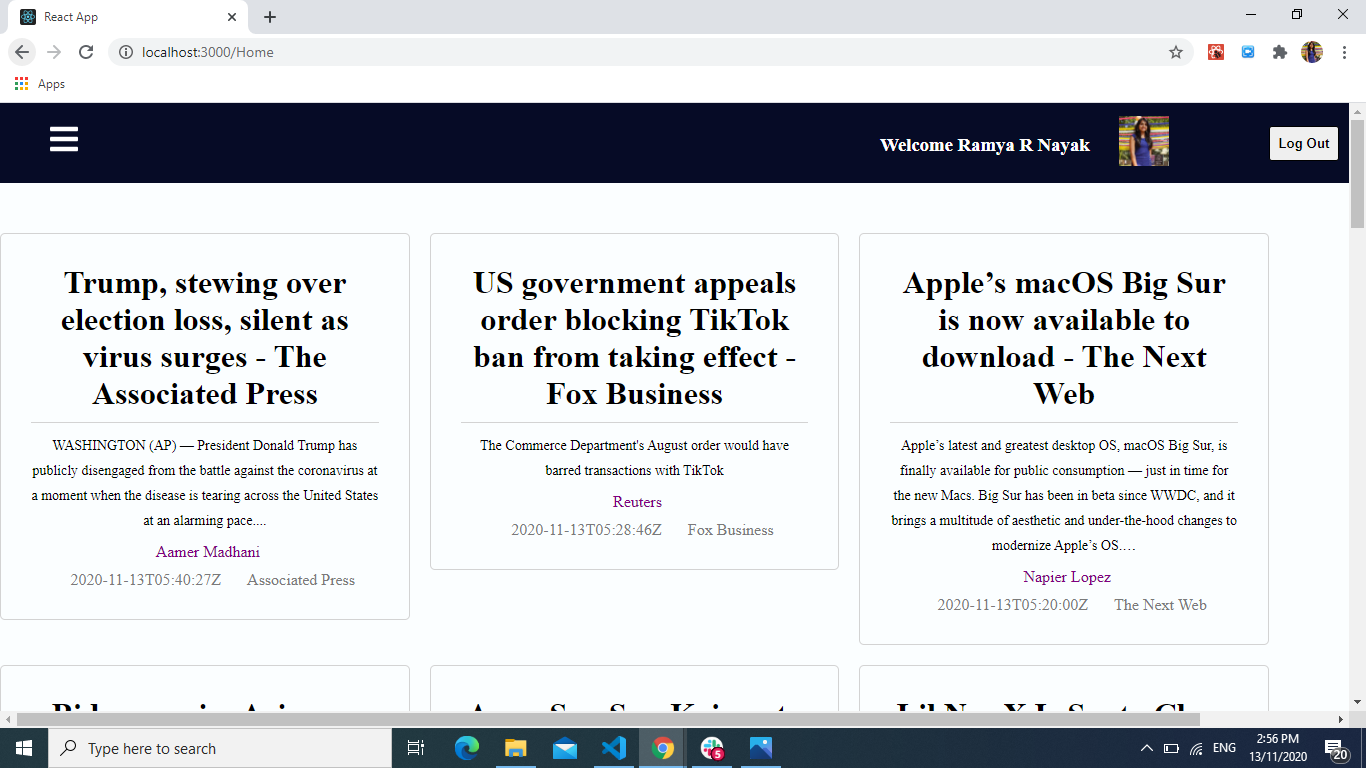 React App
localhost:3000/Home
Apps
Welcome Ramya R Nayak
Log Out
Trump, stewing over
election loss, silent as
virus surges - The
Associated Press
WASHINGTON (AP) — President Donald Trump has
publicly disengaged from the battle against the coronavirus at
a moment when the disease is tearing across the United States
at an alarming pace....
Aamer Madhani
2020-11-13T05:40:27Z Associated Press
US government appeals
order blocking TikTok
ban from taking effect -
Fox Business
The Commerce Department's August order would have
barred transactions with TikTok
Reuters
2020-11-13T05:28:46Z Fox Business
Apple’s macOS Big Sur
is now available to
download - The Next
Web
Apple’s latest and greatest desktop OS, macOS Big Sur, is
finally available for public consumption — just in time for
the new Macs. Big Sur has been in beta since WWDC, and it
brings a multitude of aesthetic and under-the-hood changes to
modernize Apple’s OS.…
Napier Lopez
2020-11-13T05:20:00Z The Next Web
Type here to search
5
ENG
2:56 PM
13/11/2020
20